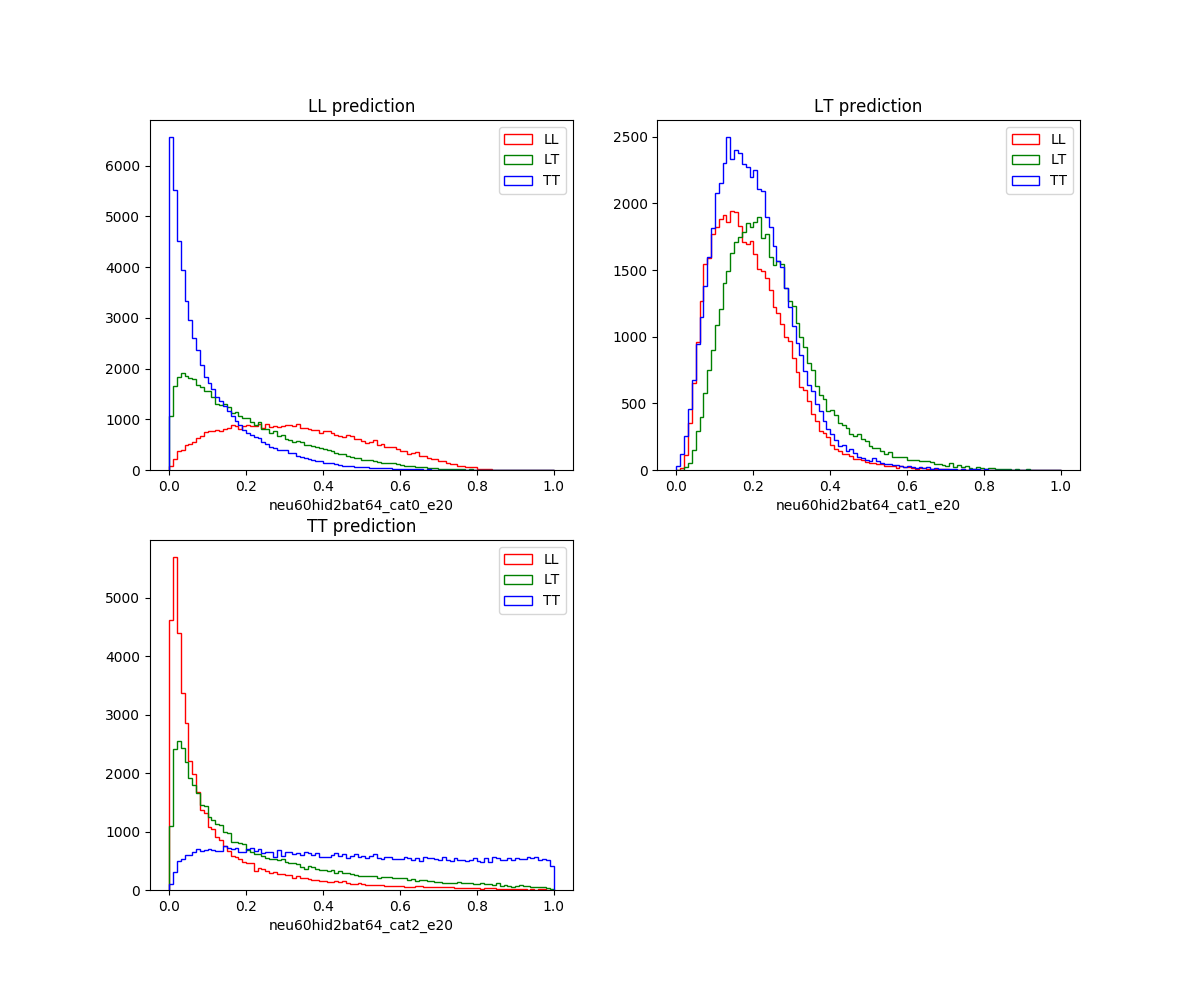 LL prediction
6000
5000
4000
3000
2000
1000
0
0.0 0.2 0.4 0.6 0.8 1.0
neu60hid2bat64_cat0_e20
LL
LT
TT
LT prediction
2500
2000
1500
1000
500
0
0.0 0.2 0.4 0.6 0.8 1.0
neu60hid2bat64_cat1_e20
LL
LT
TT
TT prediction
5000
4000
3000
2000
1000
0
0.0 0.2 0.4 0.6 0.8 1.0
neu60hid2bat64_cat2_e20
LL
LT
TT